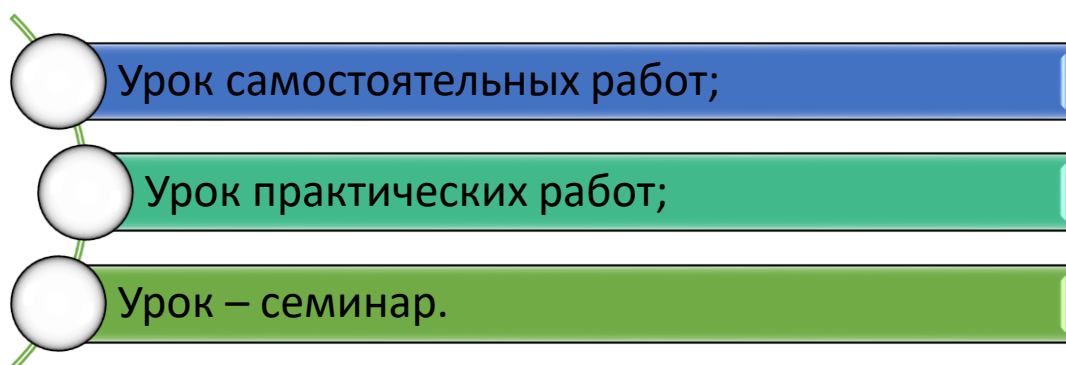 Урок самостоятельных работ;
Урок практических работ;
Урок – семинар.